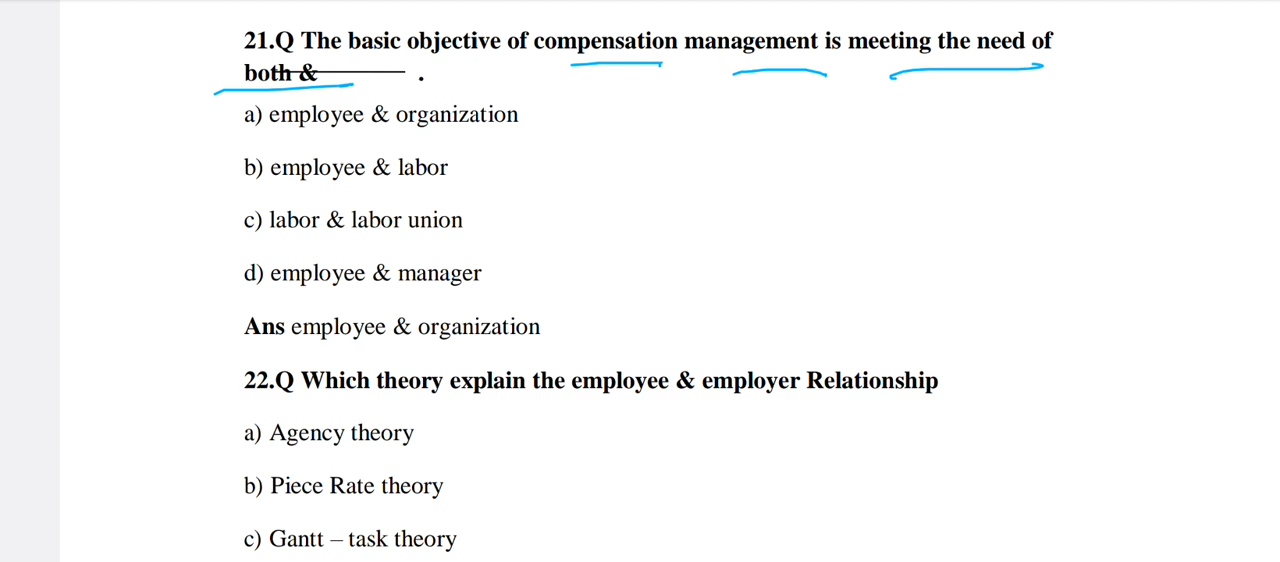 21.Q The basic objective of compensation management is meeting the need of
both & .
a) employee & organization
b) employee & labor
c) labor & labor union
d) employee & manager
Ans employee & organization
22.Q Which theory explain the employee & employer Relationship
a) Agency theory
b) Piece Rate theory
c) Gantt – task theory